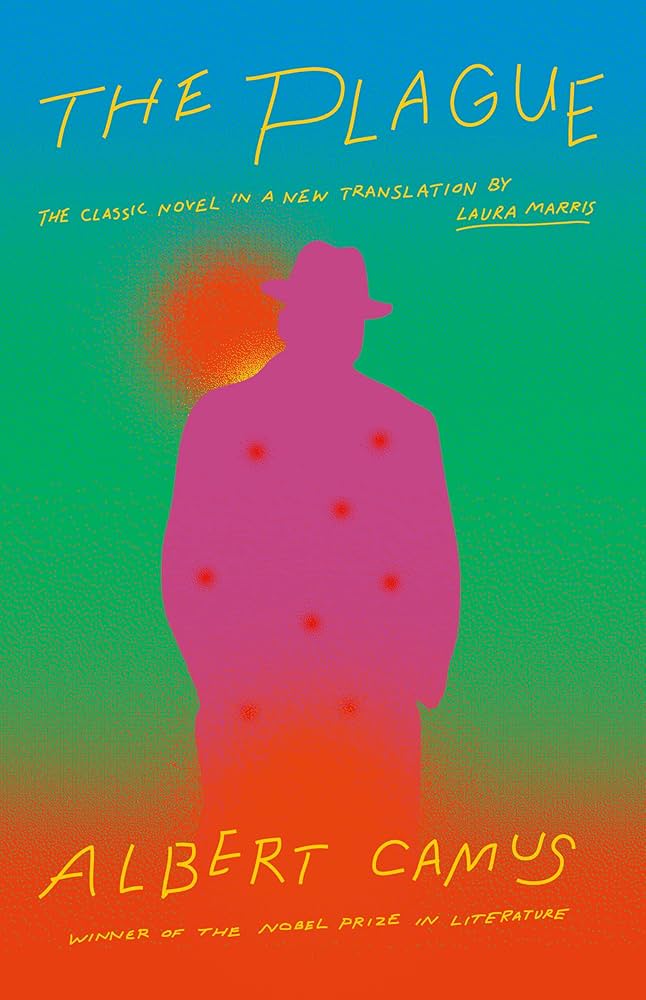 THE PLAGUE
THE CLASSIC NOVEL IN A NEW TRANSLATION BY
LAURA MARRIS
ALBERT CAMUS
WINNER OF THE NOBEL PRIZE IN LITERATURE